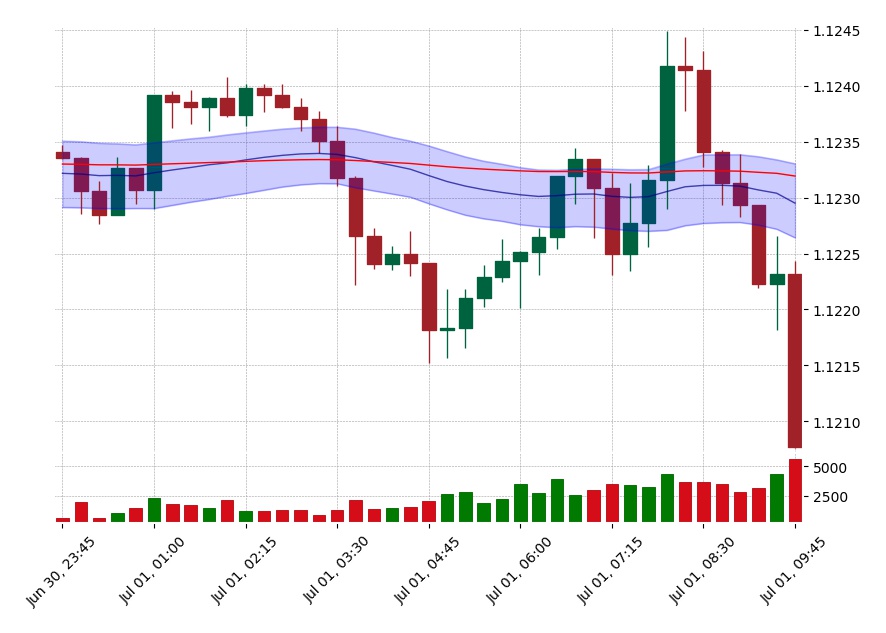 1.1245
1.1240
1.1235
1.1230
1.1225
1.1220
1.1215
1.1210
5000
2500
Jun 30, 23:45
Jul 01, 01:00
Jul 01, 02:15
Jul 01, 03:30
Jul 01, 04:45
Jul 01, 06:00
Jul 01, 07:15
Jul 01, 08:30
Jul 01, 09:45